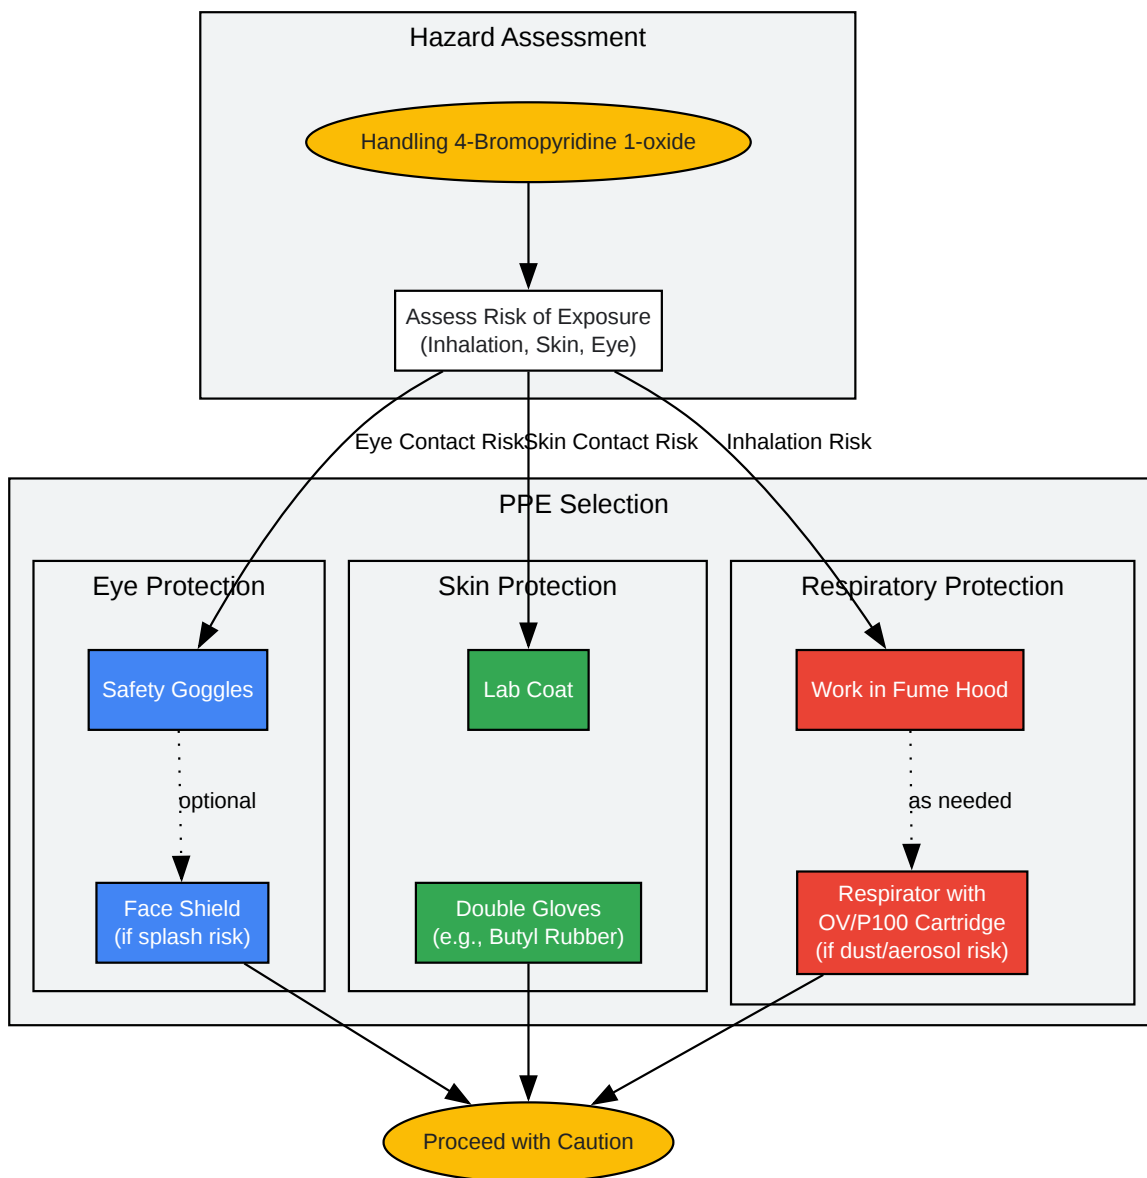 Hazard Assessment
Handling 4-Bromopyridine 1-oxide
Assess Risk of Exposure
(Inhalation, Skin, Eye)
Eye Contact Risk
Skin Contact Risk
Inhalation Risk
PPE Selection
Eye Protection
Skin Protection
Respiratory Protection
Safety Goggles
Lab Coat
Work in Fume Hood
optional
as needed
Face Shield
(if splash risk)
Double Gloves
(e.g., Butyl Rubber)
Respirator with
OV/P100 Cartridge
(if dust/aerosol risk)
Proceed with Caution